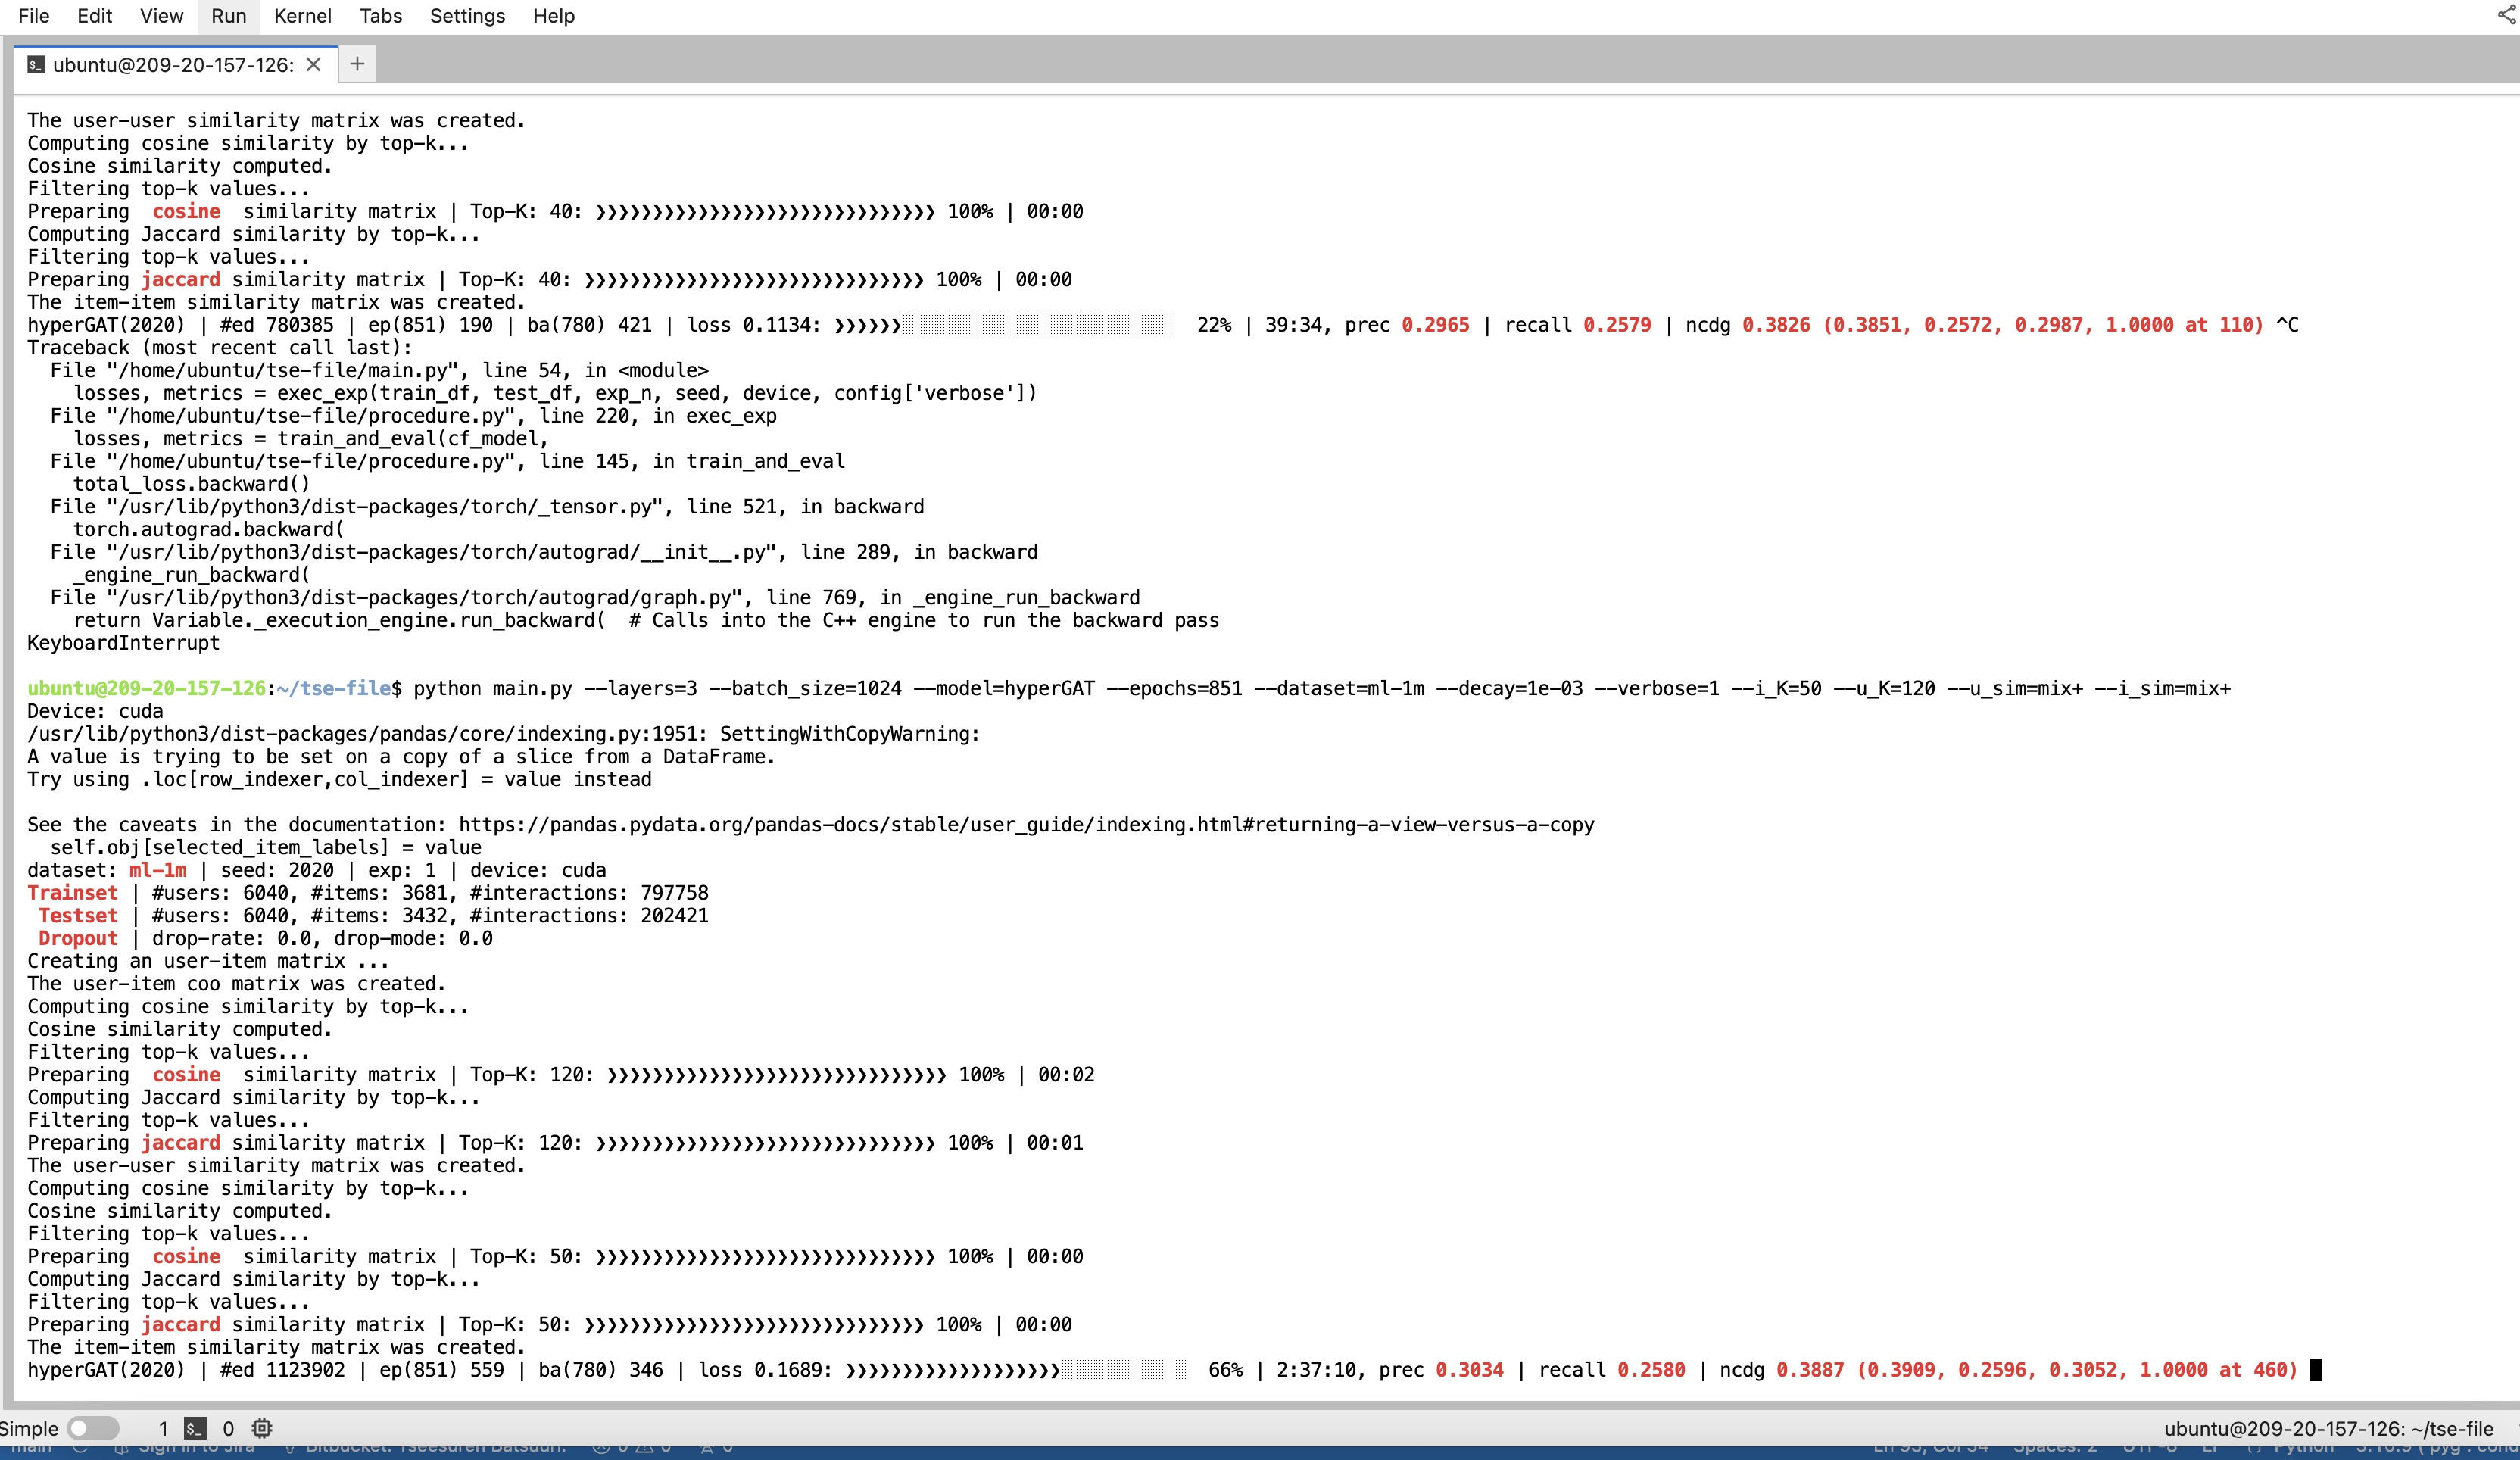 File Edit View Run Kernel Tabs Settings Help
ubuntu@209-20-157-126:
The user-user similarity matrix was created.
Computing cosine similarity by top-k...
Cosine similarity computed.
Filtering top-k values...
Preparing  cosine  similarity matrix | Top-K: 40: ❯❯❯❯❯❯❯❯❯❯❯❯❯❯❯❯❯❯❯❯❯❯❯❯❯❯❯❯❯❯ 100% | 00:00
Computing Jaccard similarity by top-k...
Filtering top-k values...
Preparing jaccard similarity matrix | Top-K: 40: ❯❯❯❯❯❯❯❯❯❯❯❯❯❯❯❯❯❯❯❯❯❯❯❯❯❯❯❯❯❯ 100% | 00:00
The item-item similarity matrix was created.
hyperGAT(2020) | #ed 780385 | ep(851) 190 | ba(780) 421 | loss 0.1134: ❯❯❯❯❯❯░░░░░░░░░░░░░░░░░░░░░░░░  22% | 39:34, prec 0.2965 | recall 0.2579 | ncdg 0.3826 (0.3851, 0.2572, 0.2987, 1.0000 at 110) ^C
Traceback (most recent call last):
  File "/home/ubuntu/tse-file/main.py", line 54, in <module>
    losses, metrics = exec_exp(train_df, test_df, exp_n, seed, device, config['verbose'])
  File "/home/ubuntu/tse-file/procedure.py", line 220, in exec_exp
    losses, metrics = train_and_eval(cf_model,
  File "/home/ubuntu/tse-file/procedure.py", line 145, in train_and_eval
    total_loss.backward()
  File "/usr/lib/python3/dist-packages/torch/_tensor.py", line 521, in backward
    torch.autograd.backward(
  File "/usr/lib/python3/dist-packages/torch/autograd/__init__.py", line 289, in backward
    _engine_run_backward(
  File "/usr/lib/python3/dist-packages/torch/autograd/graph.py", line 769, in _engine_run_backward
    return Variable._execution_engine.run_backward(  # Calls into the C++ engine to run the backward pass
KeyboardInterrupt
ubuntu@209-20-157-126:~/tse-file$ python main.py --layers=3 --batch_size=1024 --model=hyperGAT --epochs=851 --dataset=ml-1m --decay=1e-03 --verbose=1 --i_K=50 --u_K=120 --u_sim=mix+ --i_sim=mix+
Device: cuda
/usr/lib/python3/dist-packages/pandas/core/indexing.py:1951: SettingWithCopyWarning:
A value is trying to be set on a copy of a slice from a DataFrame.
Try using .loc[row_indexer,col_indexer] = value instead
See the caveats in the documentation: https://pandas.pydata.org/pandas-docs/stable/user_guide/indexing.html#returning-a-view-versus-a-copy
  self.obj[selected_item_labels] = value
dataset: ml-1m | seed: 2020 | exp: 1 | device: cuda
Trainset | #users: 6040, #items: 3681, #interactions: 797758
 Testset | #users: 6040, #items: 3432, #interactions: 202421
 Dropout | drop-rate: 0.0, drop-mode: 0.0
Creating an user-item matrix ...
The user-item coo matrix was created.
Computing cosine similarity by top-k...
Cosine similarity computed.
Filtering top-k values...
Preparing  cosine  similarity matrix | Top-K: 120: ❯❯❯❯❯❯❯❯❯❯❯❯❯❯❯❯❯❯❯❯❯❯❯❯❯❯❯❯❯❯ 100% | 00:02
Computing Jaccard similarity by top-k...
Filtering top-k values...
Preparing jaccard similarity matrix | Top-K: 120: ❯❯❯❯❯❯❯❯❯❯❯❯❯❯❯❯❯❯❯❯❯❯❯❯❯❯❯❯❯❯ 100% | 00:01
The user-user similarity matrix was created.
Computing cosine similarity by top-k...
Cosine similarity computed.
Filtering top-k values...
Preparing  cosine  similarity matrix | Top-K: 50: ❯❯❯❯❯❯❯❯❯❯❯❯❯❯❯❯❯❯❯❯❯❯❯❯❯❯❯❯❯❯ 100% | 00:00
Computing Jaccard similarity by top-k...
Filtering top-k values...
Preparing jaccard similarity matrix | Top-K: 50: ❯❯❯❯❯❯❯❯❯❯❯❯❯❯❯❯❯❯❯❯❯❯❯❯❯❯❯❯❯❯ 100% | 00:00
The item-item similarity matrix was created.
hyperGAT(2020) | #ed 1123902 | ep(851) 559 | ba(780) 346 | loss 0.1689: ❯❯❯❯❯❯❯❯❯❯❯❯❯❯❯❯❯❯❯░░░░░░░░░░░  66% | 2:37:10, prec 0.3034 | recall 0.2580 | ncdg 0.3887 (0.3909, 0.2596, 0.3052, 1.0000 at 460)
Simple 1 $_ 0 ubuntu@209-20-157-126: ~/tse-file